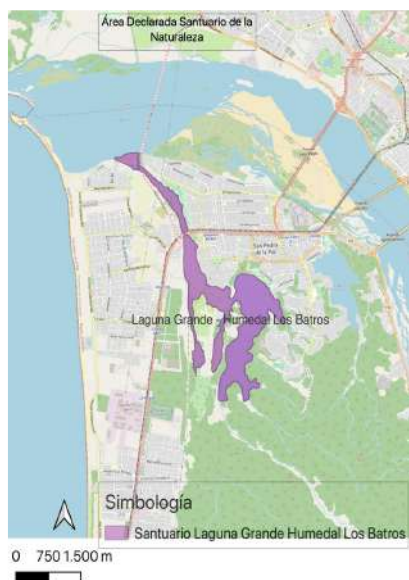 Área Declarada Santuario de la
Naturaleza
San Pedro
de la Paz
Laguna Grande - Humedal Los Batros
Simbología
Santuario Laguna Grande Humedal Los Batros
0 750 1.500 m